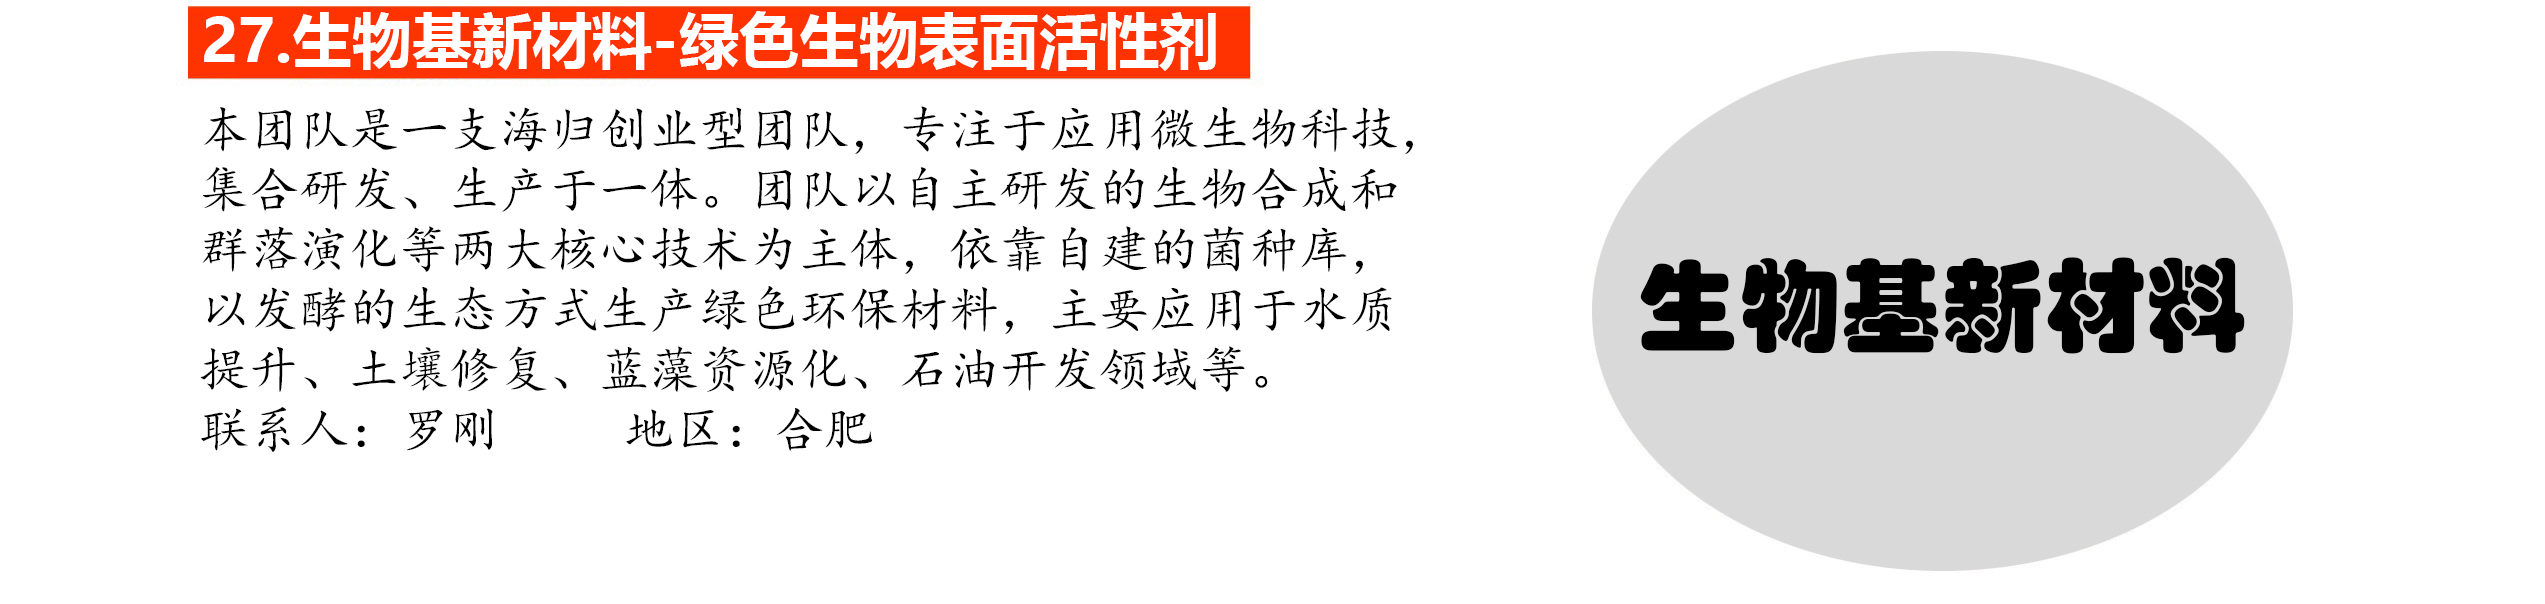 27.生物基新材料-绿色生物表面活性剂
本团队是一支海归创业型团队，专注于应用微生物科技，
集合研发、生产于一体。团队以自主研发的生物合成和
群落演化等两大核心技术为主体，依靠自建的菌种库，
以发酵的生态方式生产绿色环保材料，主要应用于水质
提升、土壤修复、蓝藻资源化、石油开发领域等。
联系人：罗刚 地区：合肥
生物基新材料